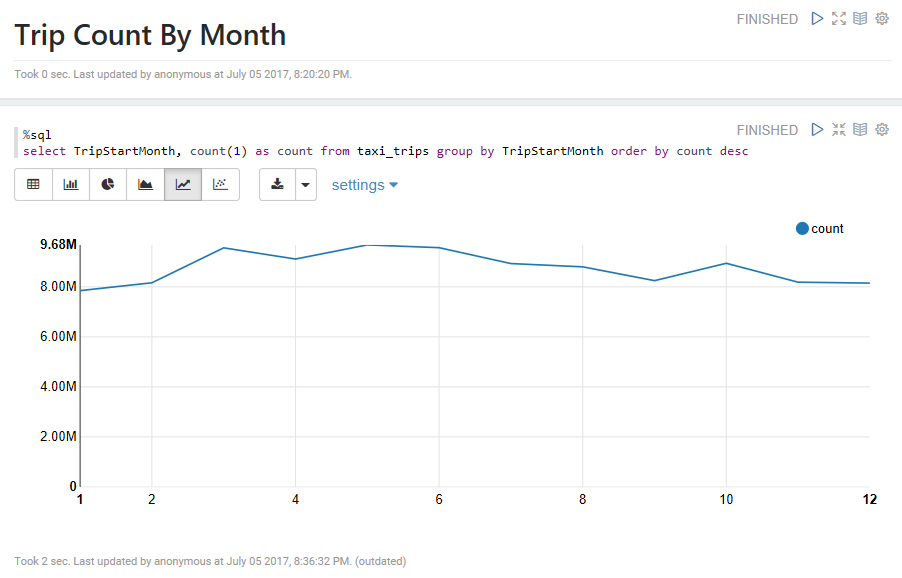 Trip Count By Month
FINISHED
Took 0 sec. Last updated by anonymous at July 05 2017, 8:20:20 PM.
FINISHED
%sql
select TripStartMonth, count(1) as count from taxi_trips group by TripStartMonth order by count desc
settings
count
9.68M
8.00M
6.00M
4.00M
2.00M
0
1 2 4 6 8 10 12
Took 2 sec. Last updated by anonymous at July 05 2017, 8:36:32 PM. (outdated)